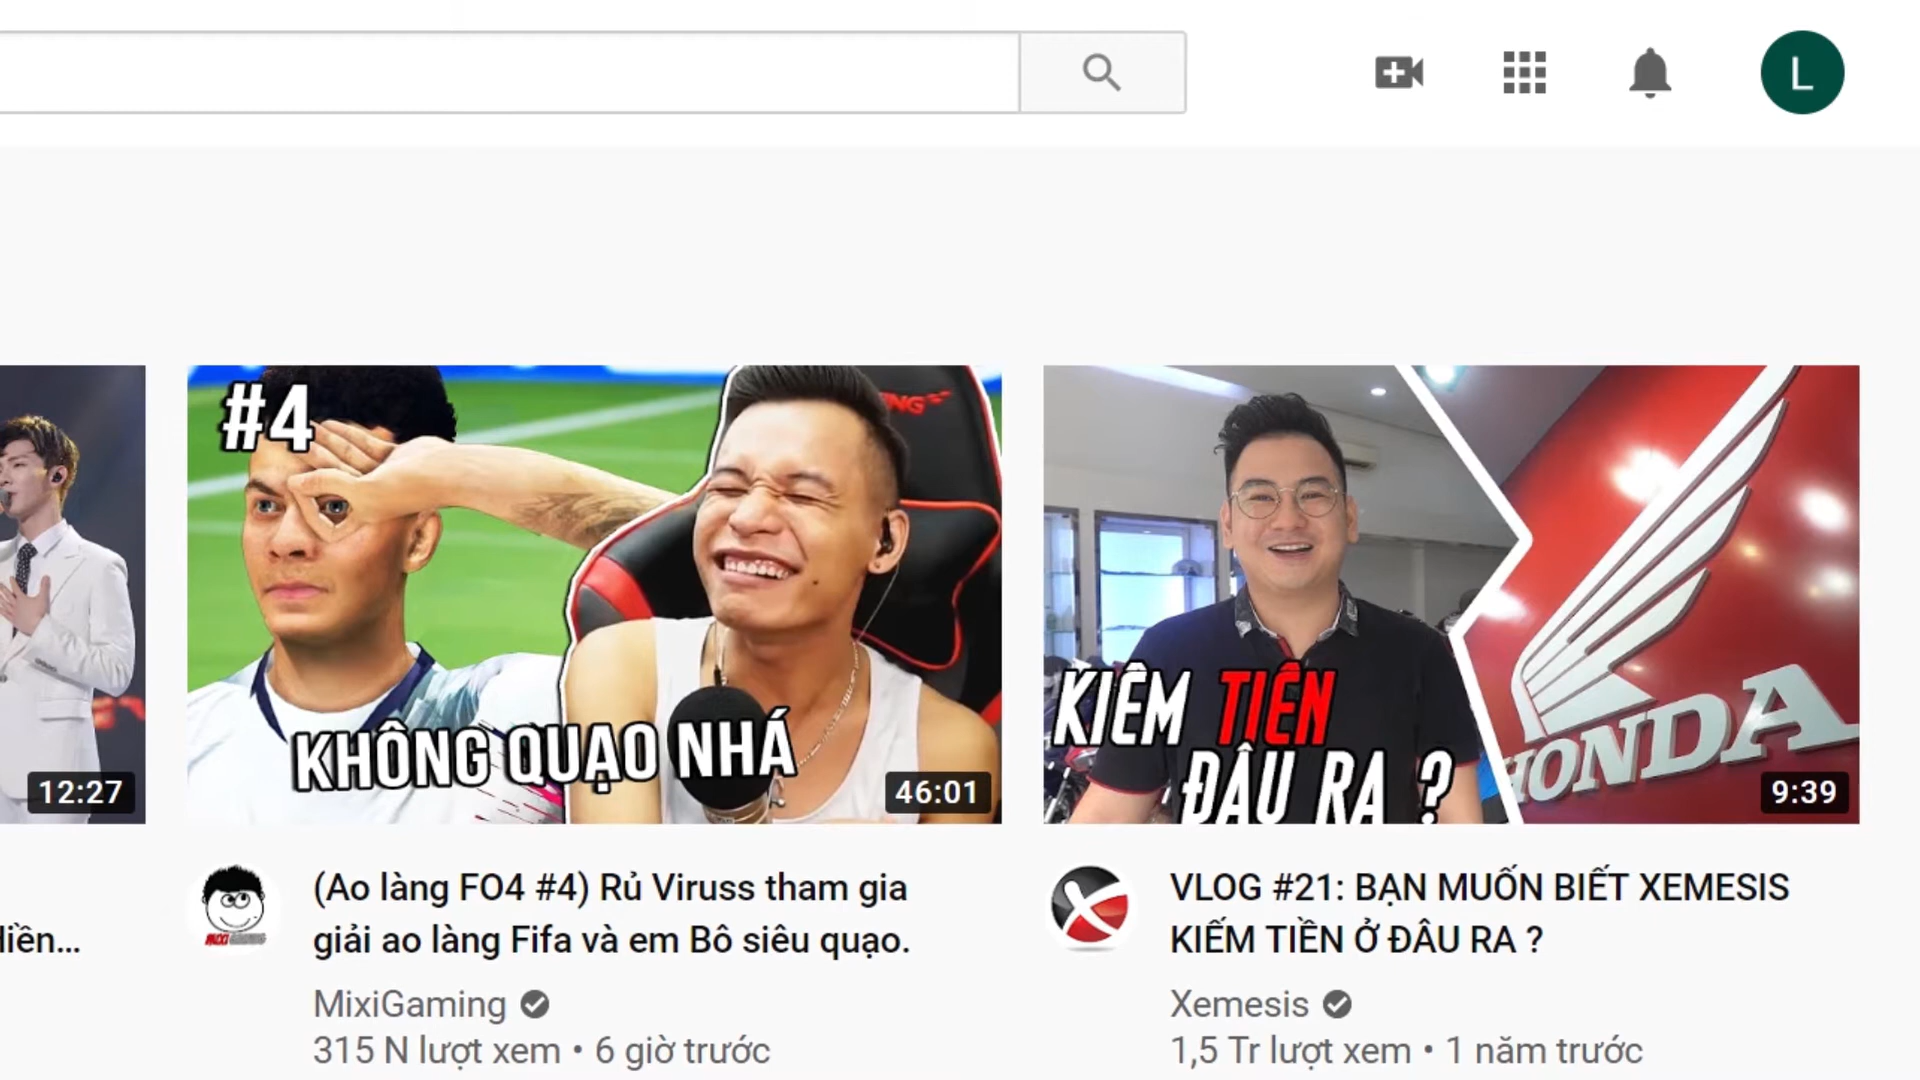 L
#4
NG
KHÔNG QUẠO NHÁ
12:27
46:01
KIẾM TIỀN
ĐÂU RA ?
HONDA
9:39
liền...
(Ao làng FO4 #4) Rủ Viruss tham gia
giải ao làng Fifa và em Bô siêu quạo.
MixiGaming
315 N lượt xem • 6 giờ trước
VLOG #21: BẠN MUỐN BIẾT XEMESIS
KIẾM TIỀN Ở ĐÂU RA ?
Xemesis
1,5 Tr lượt xem • 1 năm trước